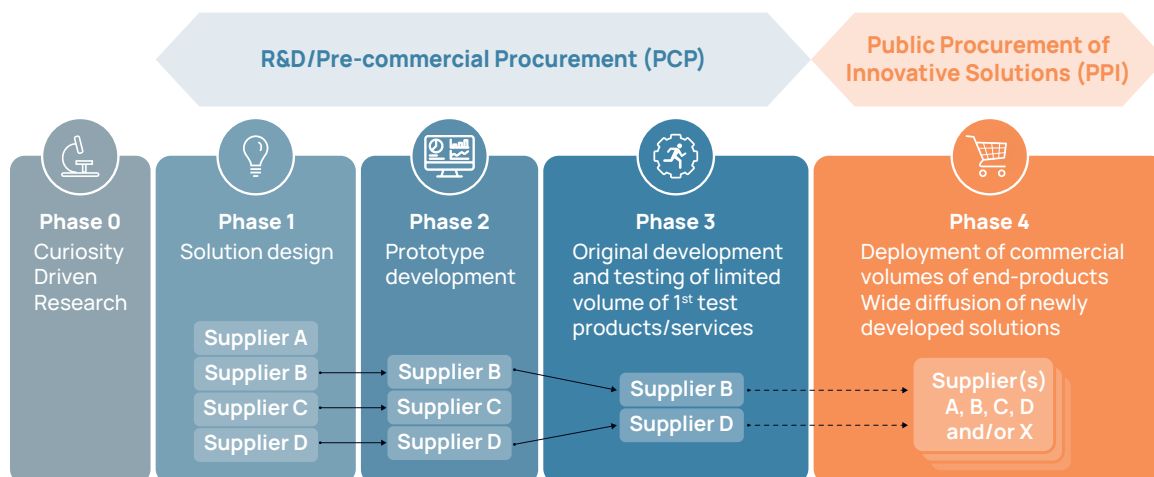 R&D/Pre-commercial Procurement (PCP)
Public Procurement of
Innovative Solutions (PPI)
Phase 0
Curiosity
Driven
Research
Phase 1
Solution design
Supplier A
Supplier B
Supplier C
Supplier D
Phase 2
Prototype
development
Supplier B
Supplier C
Supplier D
Phase 3
Original development
and testing of limited
volume of 1st test
products/services
Supplier B
Supplier D
Phase 4
Deployment of commercial
volumes of end-products
Wide diffusion of newly
developed solutions
Supplier(s)
A, B, C, D
and/or X